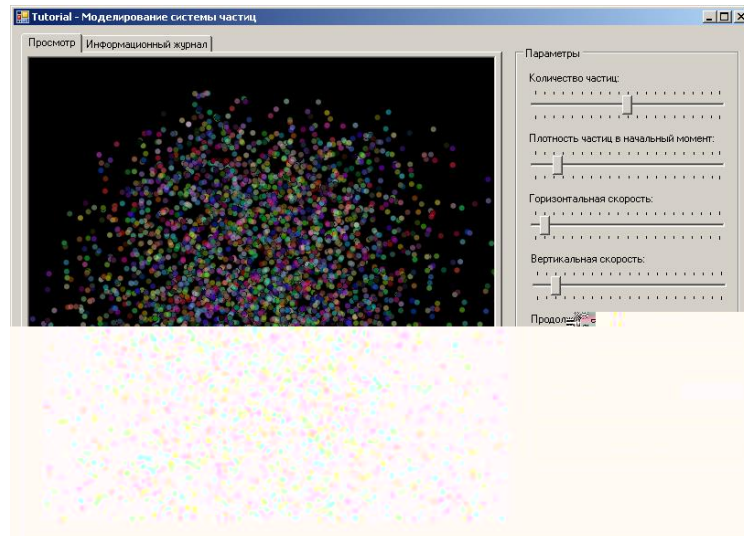 Tutorial - Моделирование системы частиц
Просмотр Информационный журнал
Параметры
Количество частиц:
Плотность частиц в начальный момент:
Горизонтальная скорость:
Вертикальная скорость: